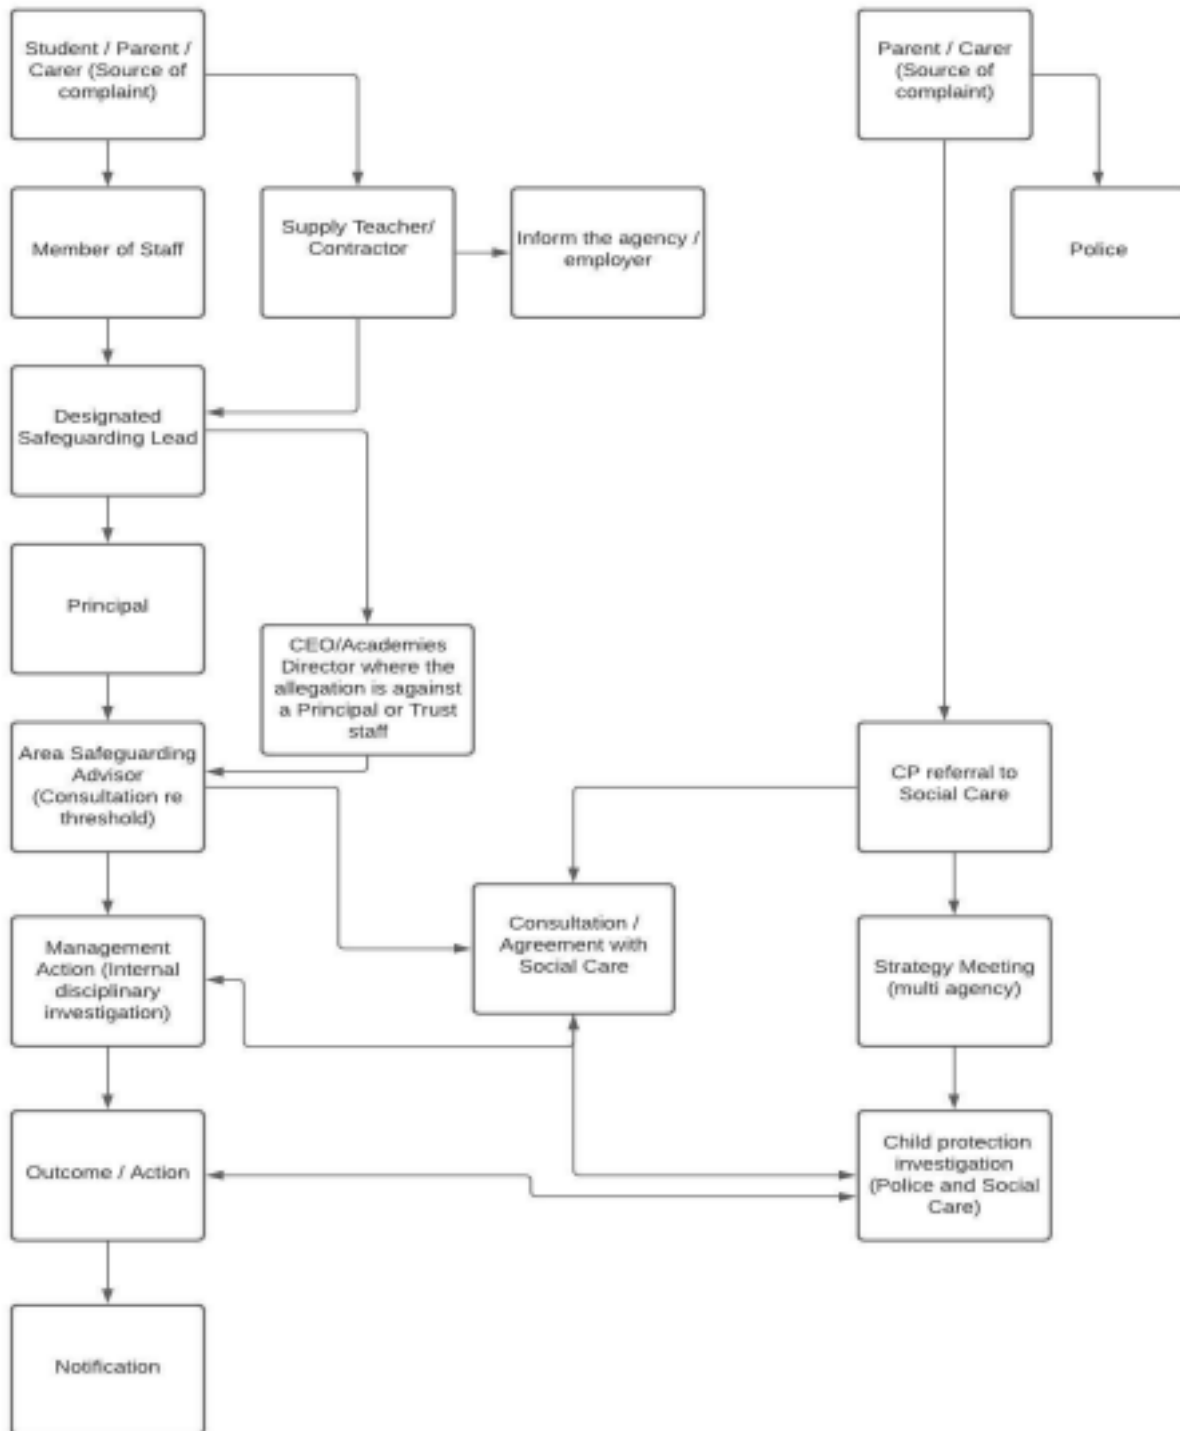 Student / Parent /
Carer (Source of
complaint)
Parent / Carer
(Source of
complaint)
Member of Staff
Supply Teacher/
Contractor
Inform the agency /
employer
Police
Designated
Safeguarding Lead
Principal
CEO/Academies
Director where the
allegation is against
a Principal or Trust
staff
Area Safeguarding
Advisor
(Consultation re
threshold)
CP referral to
Social Care
Consultation /
Agreement with
Social Care
Management
Action (Internal
disciplinary
investigation)
Strategy Meeting
(multi agency)
Outcome / Action
Child protection
investigation
(Police and Social
Care)
Notification